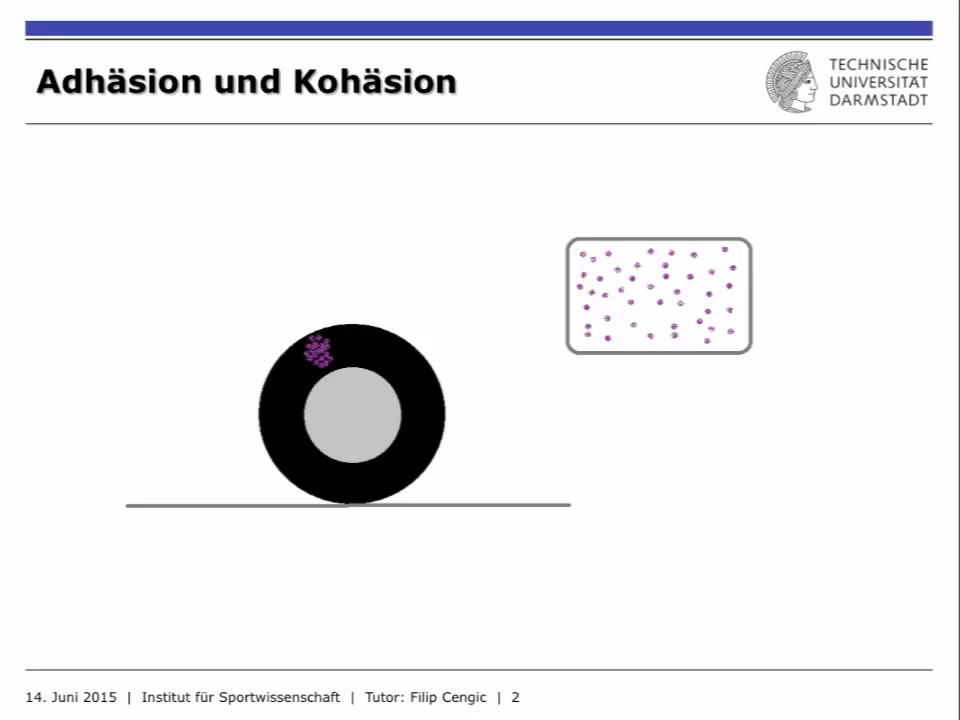 Adhäsion und Kohäsion
TECHNISCHE
UNIVERSITÄT
DARMSTADT
14. Juni 2015 | Institut für Sportwissenschaft | Tutor: Filip Cengic | 2